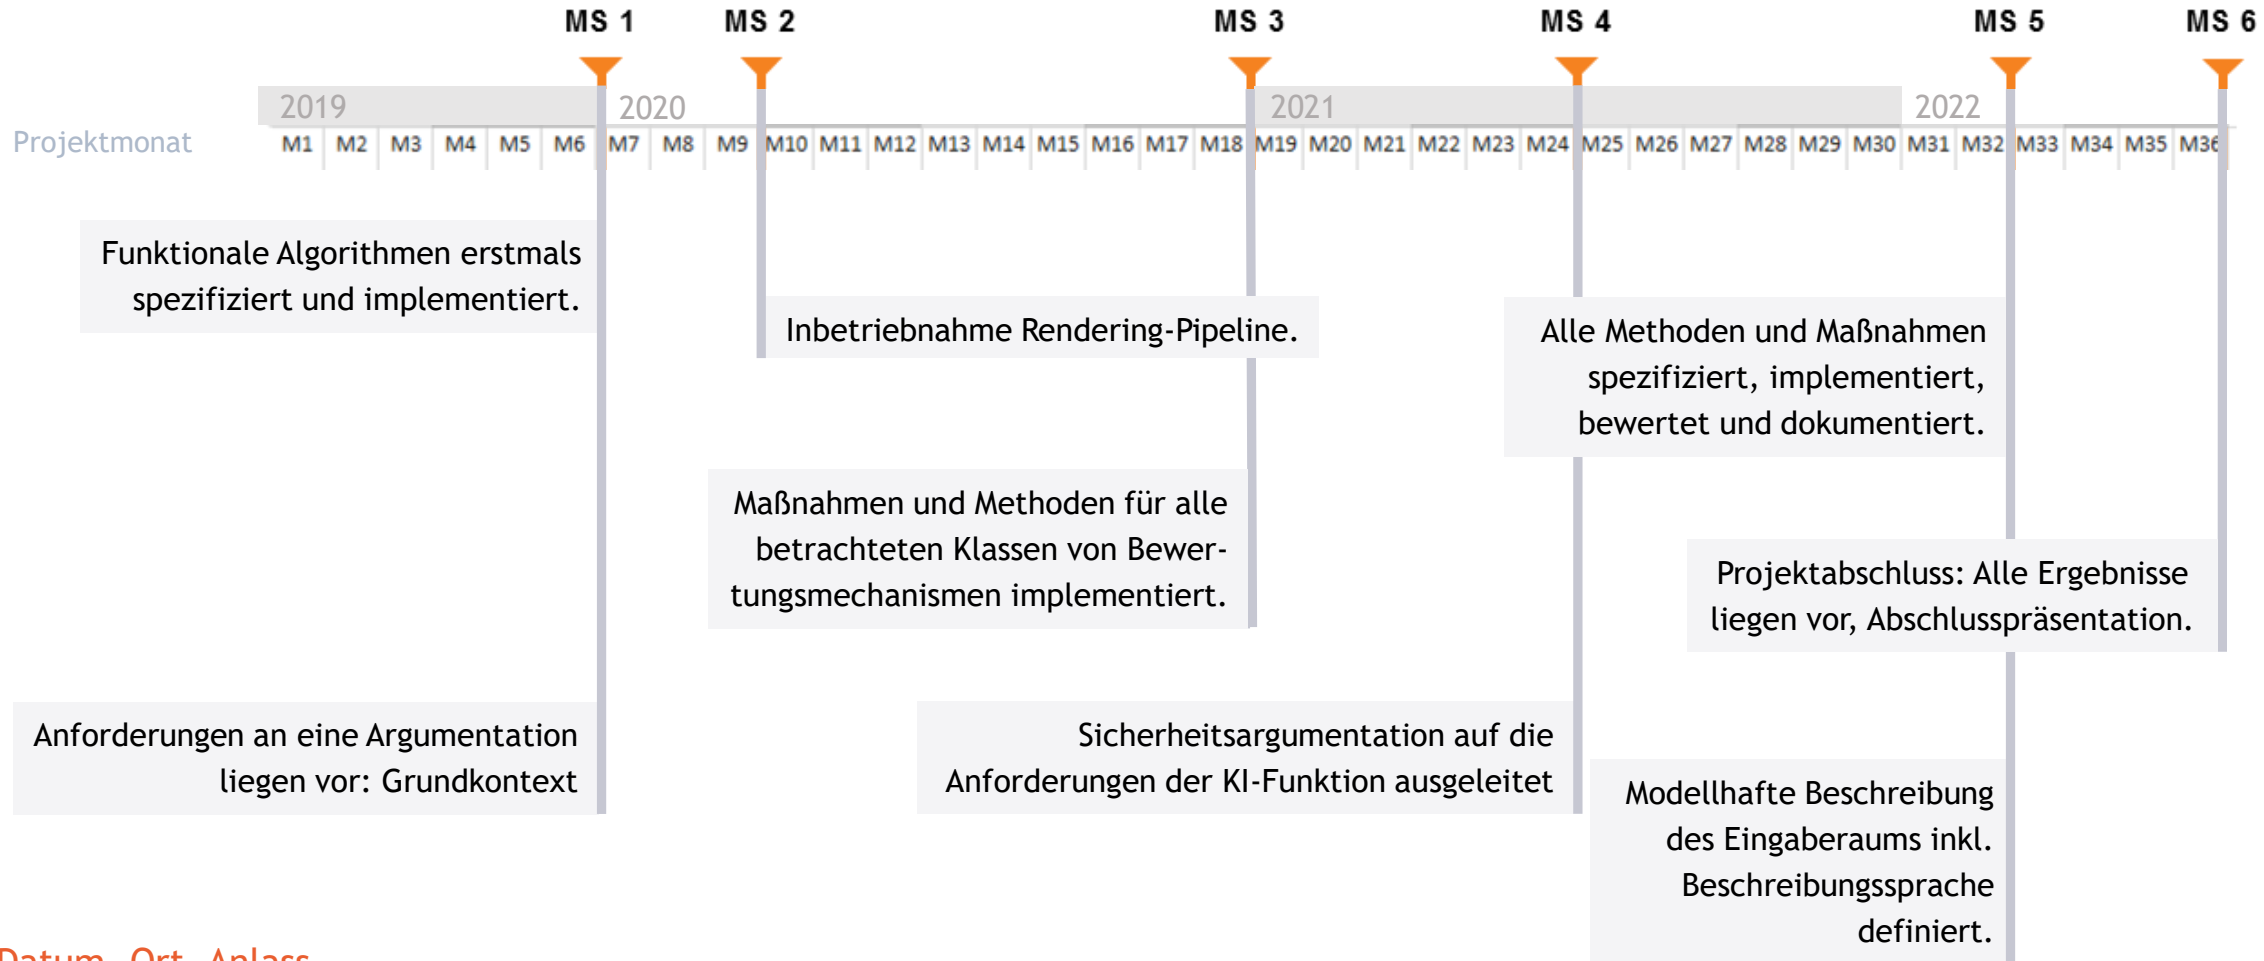 MS 1 MS 2 MS 3 MS 4 MS 5 MS 6
2019 2020 2021 2022
Projektmonat M1 M2 M3 M4 M5 M6 M7 M8 M9 M10 M11 M12 M13 M14 M15 M16 M17 M18 M19 M20 M21 M22 M23 M24 M25 M26 M27 M28 M29 M30 M31 M32 M33 M34 M35 M36
Funktionale Algorithmen erstmals
spezifiziert und implementiert.
Inbetriebnahme Rendering-Pipeline.
Alle Methoden und Maßnahmen
spezifiziert, implementiert,
bewertet und dokumentiert.
Maßnahmen und Methoden für alle
betrachteten Klassen von Bewer-
tungsmechanismen implementiert.
Projektabschluss: Alle Ergebnisse
liegen vor, Abschlusspräsentation.
Anforderungen an eine Argumentation
liegen vor: Grundkontext
Sicherheitsargumentation auf die
Anforderungen der KI-Funktion ausgeleitet
Modellhafte Beschreibung
des Eingaberaums inkl.
Beschreibungssprache
definiert.
Datum, Ort, Anlass